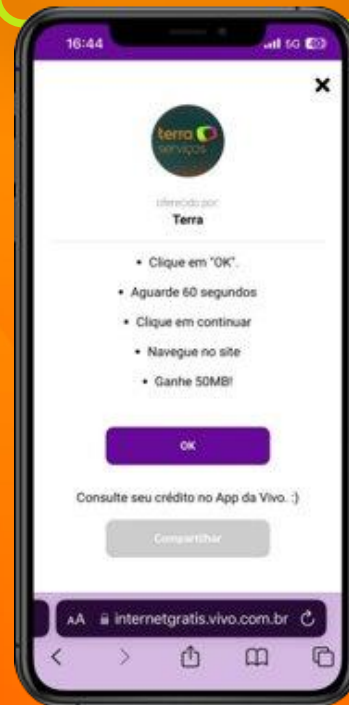 16:44
5G 40
terra
serviços
oferecido por:
Terra
• Clique em "OK".
• Aguarde 60 segundos
• Clique em continuar
• Navegue no site
• Ganhe 50MB!
OK
Consulte seu crédito no App da Vivo. :)
Compartilhar
AA internetgratis.vivo.com.br